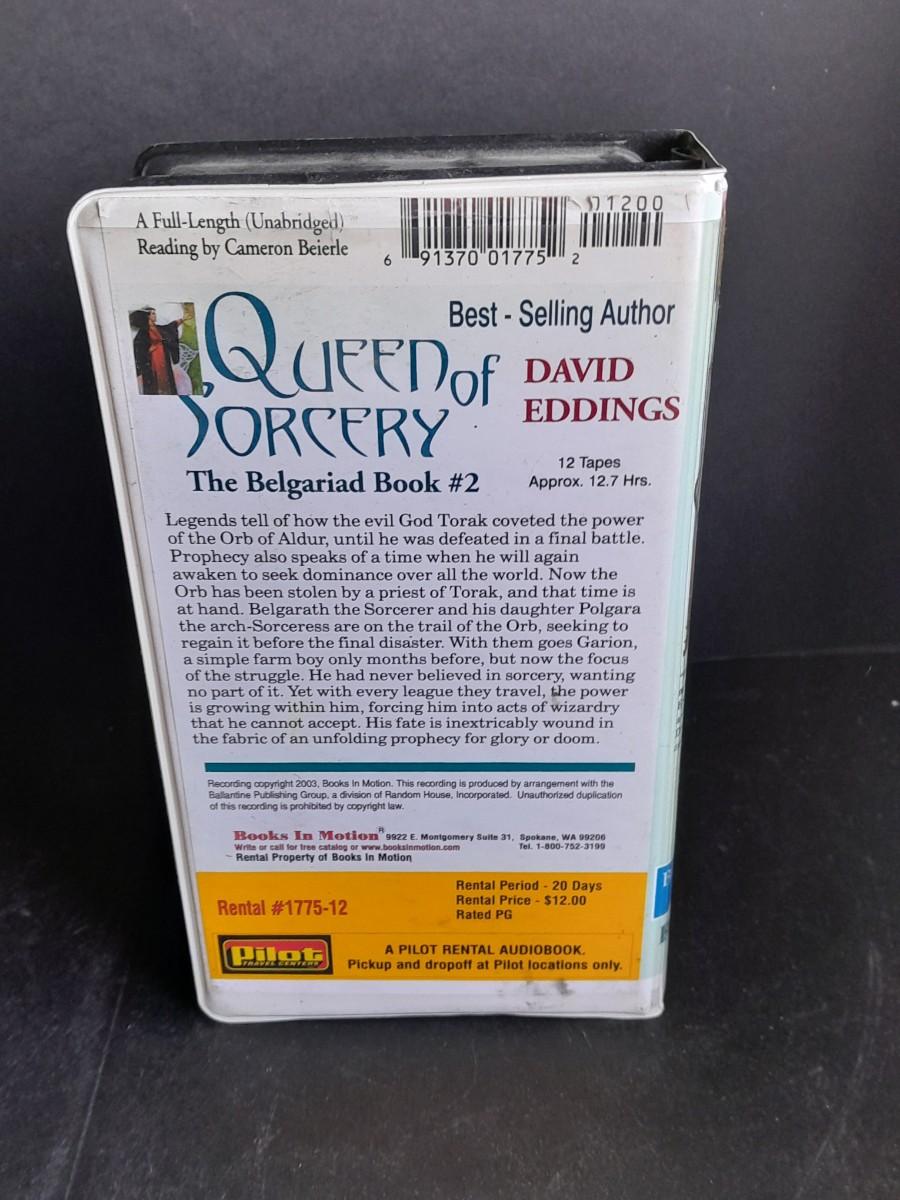 A Full-Length (Unabridged)
Reading by Cameron Beierle
6 91370 01775 2
01200
Best - Selling Author
QUEEN of
SORCERY
DAVID
EDDINGS
The Belgariad Book #2
12 Tapes
Approx. 12.7 Hrs.
Legends tell of how the evil God Torak coveted the power
of the Orb of Aldur, until he was defeated in a final battle.
Prophecy also speaks of a time when he will again
awaken to seek dominance over all the world. Now the
Orb has been stolen by a priest of Torak, and that time is
at hand. Belgarath the Sorcerer and his daughter Polgara
the arch-Sorceress are on the trail of the Orb, seeking to
regain it before the final disaster. With them goes Garion,
a simple farm boy only months before, but now the focus
of the struggle. He had never believed in sorcery, wanting
no part of it. Yet with every league they travel, the power
is growing within him, forcing him into acts of wizardry
that he cannot accept. His fate is inextricably wound in
the fabric of an unfolding prophecy for glory or doom.
Recording copyright 2003, Books In Motion. This recording is produced by arrangement with the
Ballantine Publishing Group, a division of Random House, Incorporated. Unauthorized duplication
of this recording is prohibited by copyright law.
Books In Motion® 9922 E. Montgomery Suite 31, Spokane, WA 99206
Write or call for free catalog or www.booksinmotion.com Tel. 1-800-752-3199
Rental Property of Books In Motion
Rental #1775-12
Rental Period - 20 Days
Rental Price - $12.00
Rated PG
Pilot
TRAVEL CENTERS
A PILOT RENTAL AUDIOBOOK.
Pickup and dropoff at Pilot locations only.